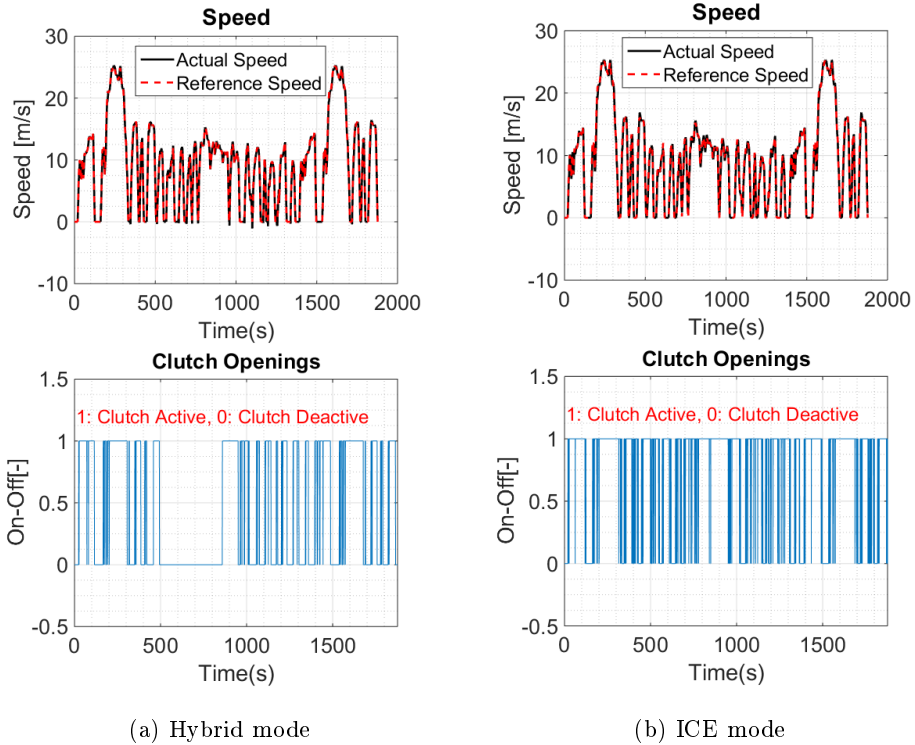 Speed
30
20
10
0
-10
Speed [m/s]
Actual Speed
Reference Speed
0 500 1000 1500 2000
Time(s)
Clutch Openings
1.5
1
0.5
0
-0.5
On-Off[-]
1: Clutch Active, 0: Clutch Deactive
0 500 1000 1500
Time(s)
(a) Hybrid mode
Speed
30
20
10
0
-10
Speed [m/s]
Actual Speed
Reference Speed
0 500 1000 1500 2000
Time(s)
Clutch Openings
1.5
1
0.5
0
-0.5
On-Off[-]
1: Clutch Active, 0: Clutch Deactive
0 500 1000 1500
Time(s)
(b) ICE mode